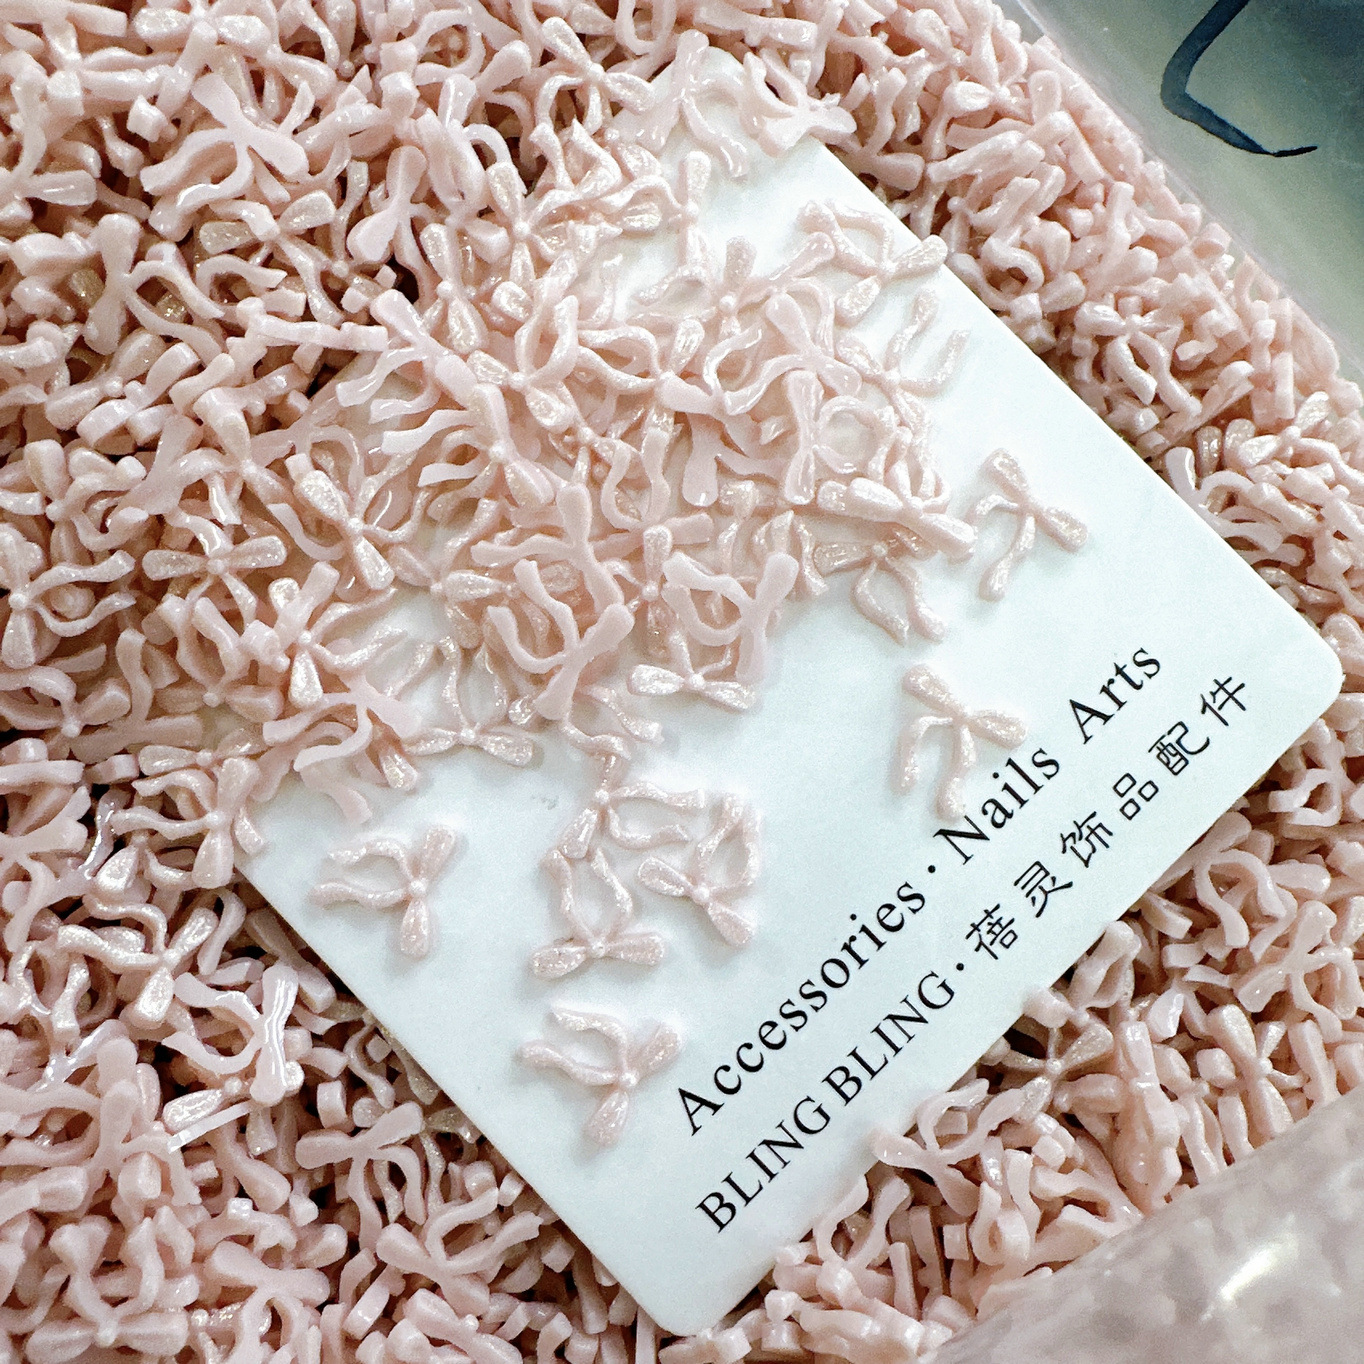 Accessories·Nails Arts
BLING BLING·蓓灵饰品配件